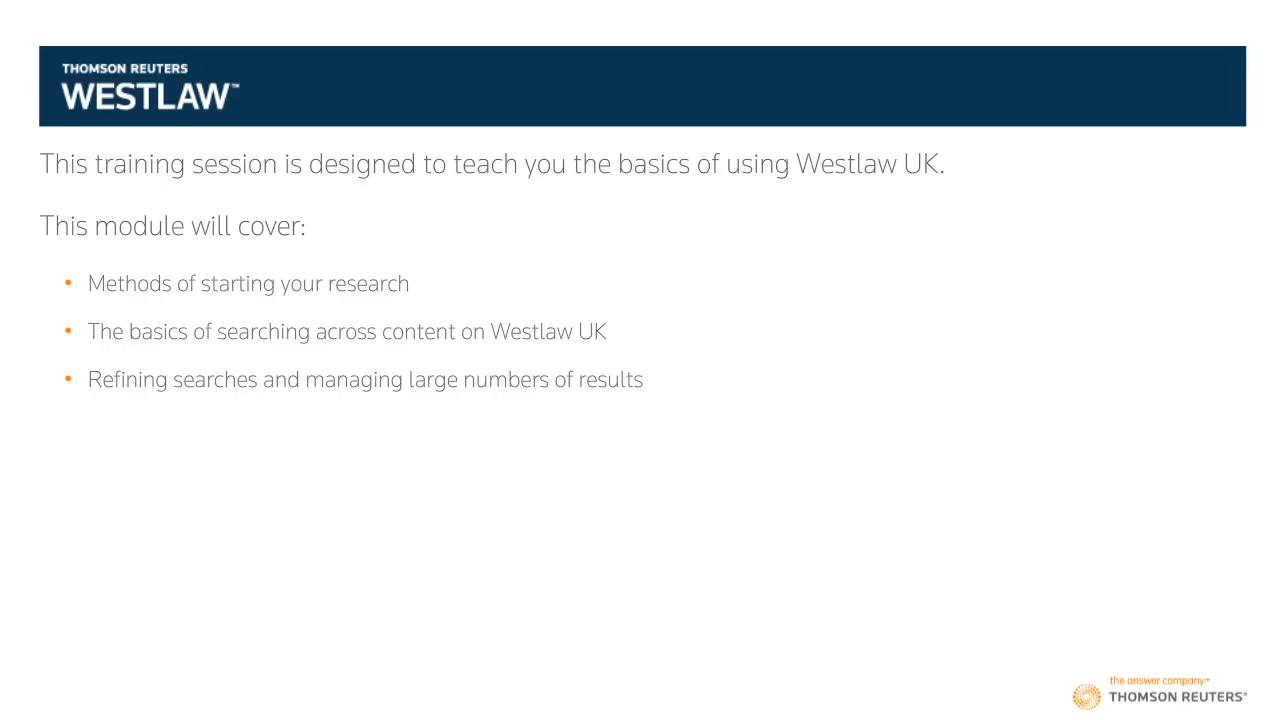 THOMSON REUTERS
WESTLAW™
This training session is designed to teach you the basics of using Westlaw UK.
This module will cover:
• Methods of starting your research
• The basics of searching across content on Westlaw UK
• Refining searches and managing large numbers of results
the answer company™
THOMSON REUTERS®